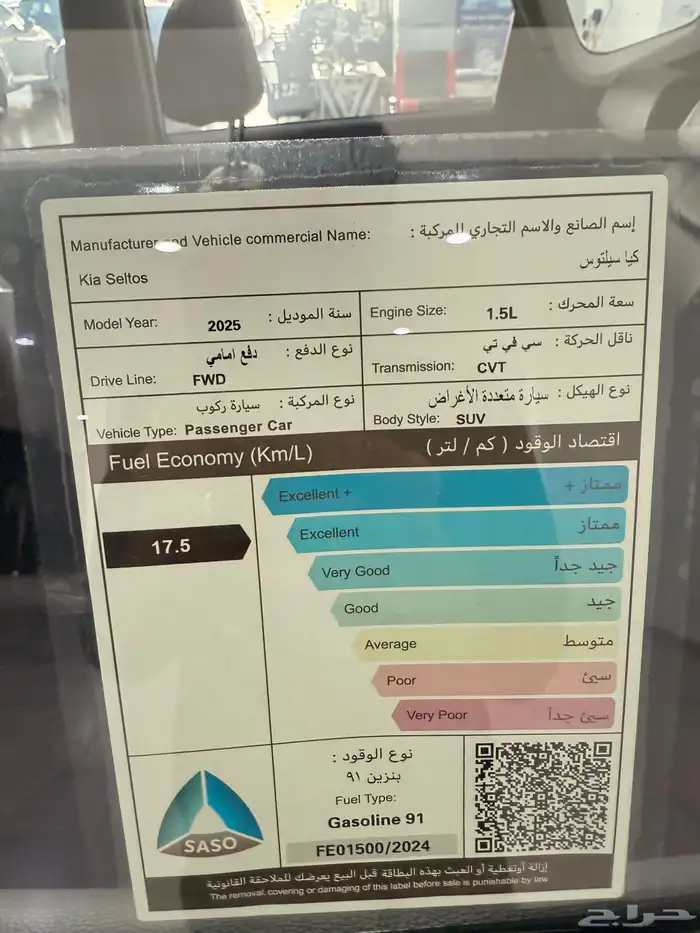 Manufacturer and Vehicle commercial Name: إسم الصانع والاسم التجاري للمركبة :
Kia Seltos كيا سيلتوس
Model Year: 2025 سنة الموديل :
Engine Size: 1.5L سعة المحرك :
نوع الدفع : دفع امامي
Drive Line: FWD
ناقل الحركة : سي في تي
Transmission: CVT
نوع المركبة : سيارة ركوب
Vehicle Type: Passenger Car
نوع الهيكل : سيارة متعددة الأغراض
Body Style: SUV
Fuel Economy (Km/L) اقتصاد الوقود ( كم / لتر )
17.5
Excellent + ممتاز +
Excellent ممتاز
Very Good جيد جداً
Good جيد
Average متوسط
Poor سيئ
Very Poor سيئ جداً
SASO
نوع الوقود :
بنزين ٩١
Fuel Type:
Gasoline 91
FE01500/2024
إزالة أوتغطية أو العبث بهذه البطاقة قبل البيع يعرضك للملاحقة القانونية
The removal, covering or damaging of this label before sale is punishable by law
حراج